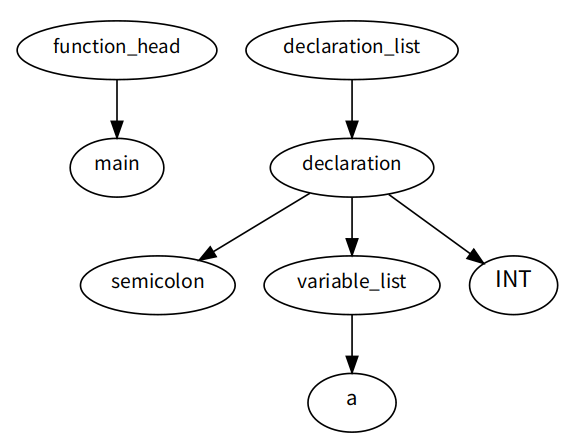 function_head
declaration_list
main
declaration
semicolon
variable_list
INT
a